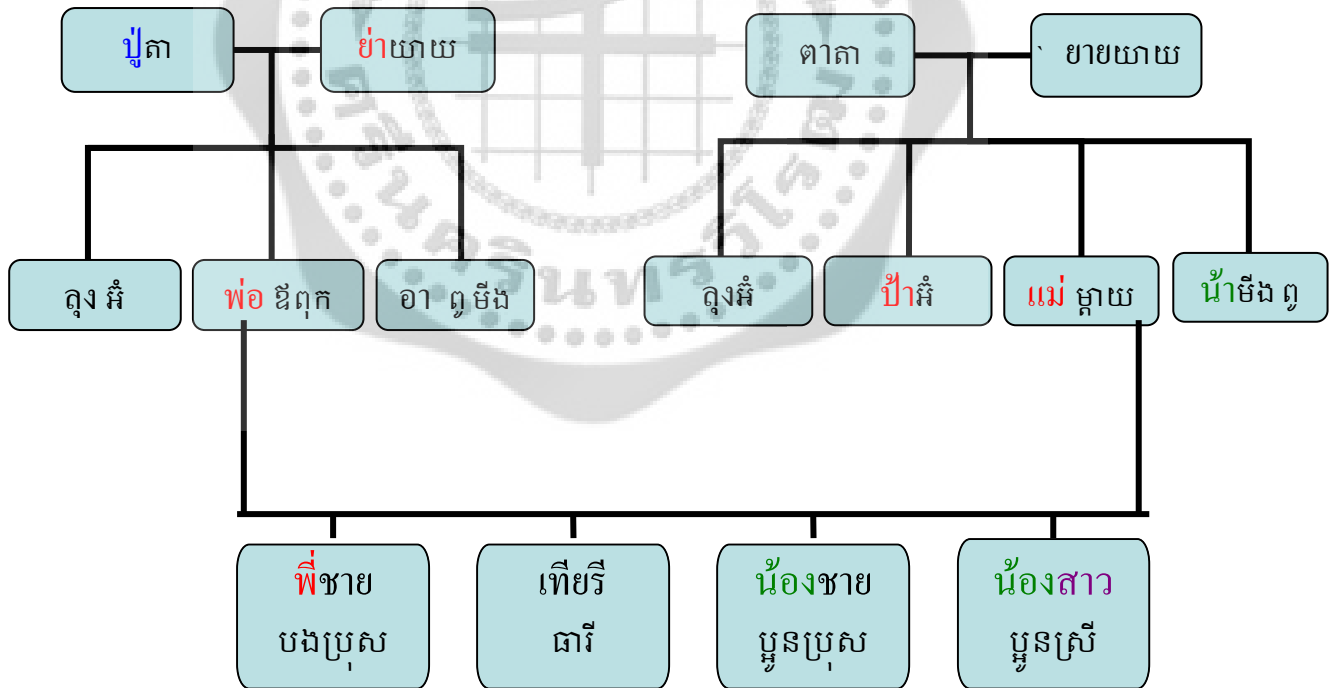 ปู่តា
ย่าយាយ
ตาតា
` ยายយាយ
ลุง អ៊ំ
พ่อ ឪពុក
อา ពូ មីង
ลุงអ៊ំ
ป้าអ៊ំ
แม่ ម្តាយ
น้าមីង ពូ
พี่ชาย
បងប្រុស
เทียรี
ធារី
น้องชาย
ប្អូនប្រុស
น้องสาว
ប្អូនស្រី